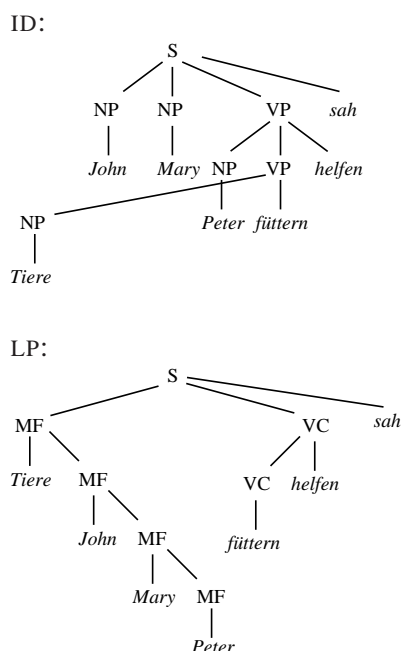 ID:
S
NP NP VP sah
John Mary NP VP helfen
NP Peter füttern
Tiere
LP:
S
MF VC sah
Tiere MF VC helfen
John MF füttern
Mary MF
Peter